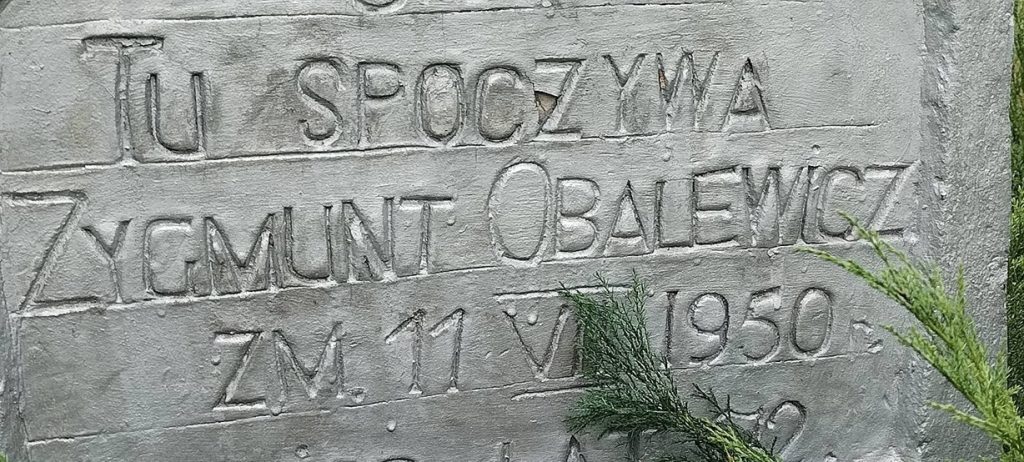 TU SPOCZYWA
ZYGMUNT OBALEWICZ
ZM. 11 1950 R